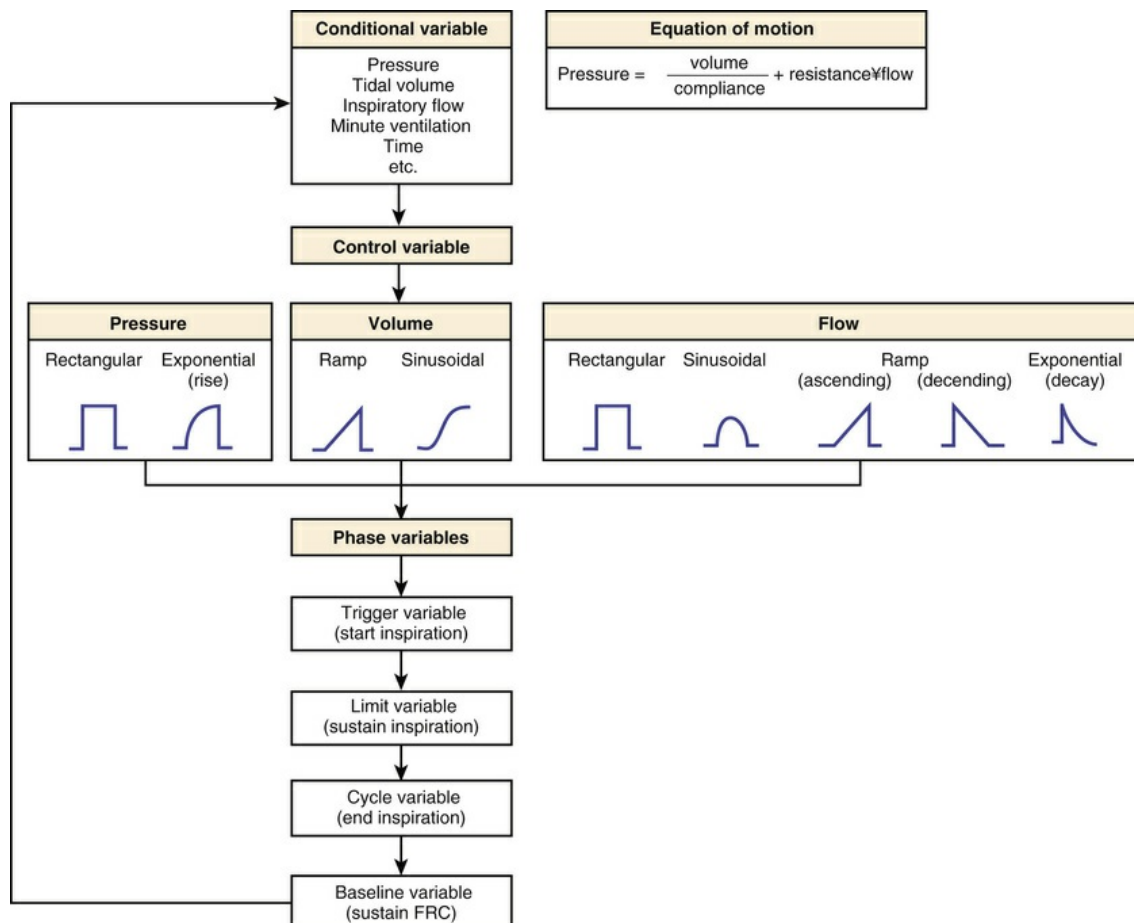 Conditional variable
Pressure
Tidal volume
Inspiratory flow
Minute ventilation
Time
etc.
Equation of motion
Pressure = volume/compliance + resistance¥flow
Control variable
Pressure
Rectangular Exponential
(rise)
Volume
Ramp Sinusoidal
Flow
Rectangular Sinusoidal Ramp Exponential
(ascending) (decending) (decay)
Phase variables
Trigger variable
(start inspiration)
Limit variable
(sustain inspiration)
Cycle variable
(end inspiration)
Baseline variable
(sustain FRC)